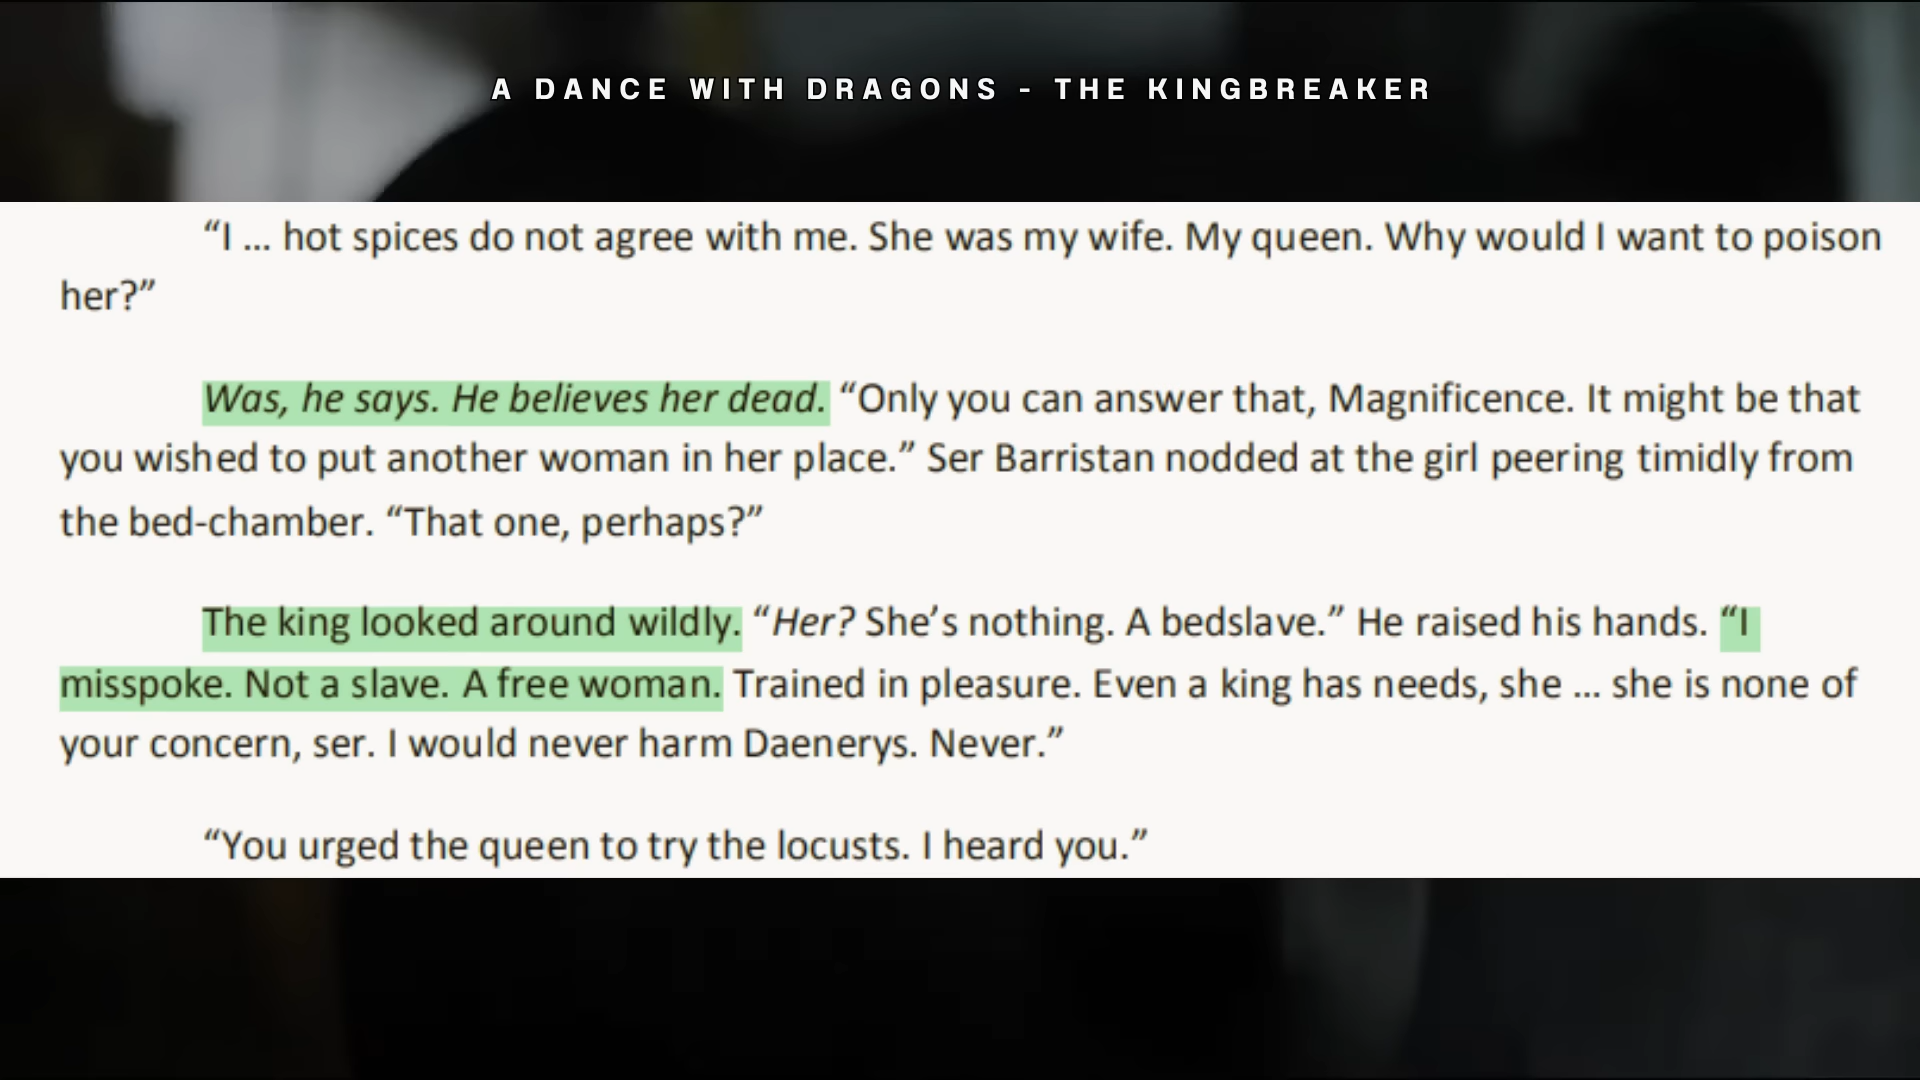 A DANCE WITH DRAGONS - THE KINGBREAKER
“I ... hot spices do not agree with me. She was my wife. My queen. Why would I want to poison
her?”
Was, he says. He believes her dead. “Only you can answer that, Magnificence. It might be that
you wished to put another woman in her place.” Ser Barristan nodded at the girl peering timidly from
the bed-chamber. “That one, perhaps?”
The king looked around wildly. “Her? She’s nothing. A bedslave.” He raised his hands. “I
misspoke. Not a slave. A free woman. Trained in pleasure. Even a king has needs, she ... she is none of
your concern, ser. I would never harm Daenerys. Never.”
“You urged the queen to try the locusts. I heard you.”